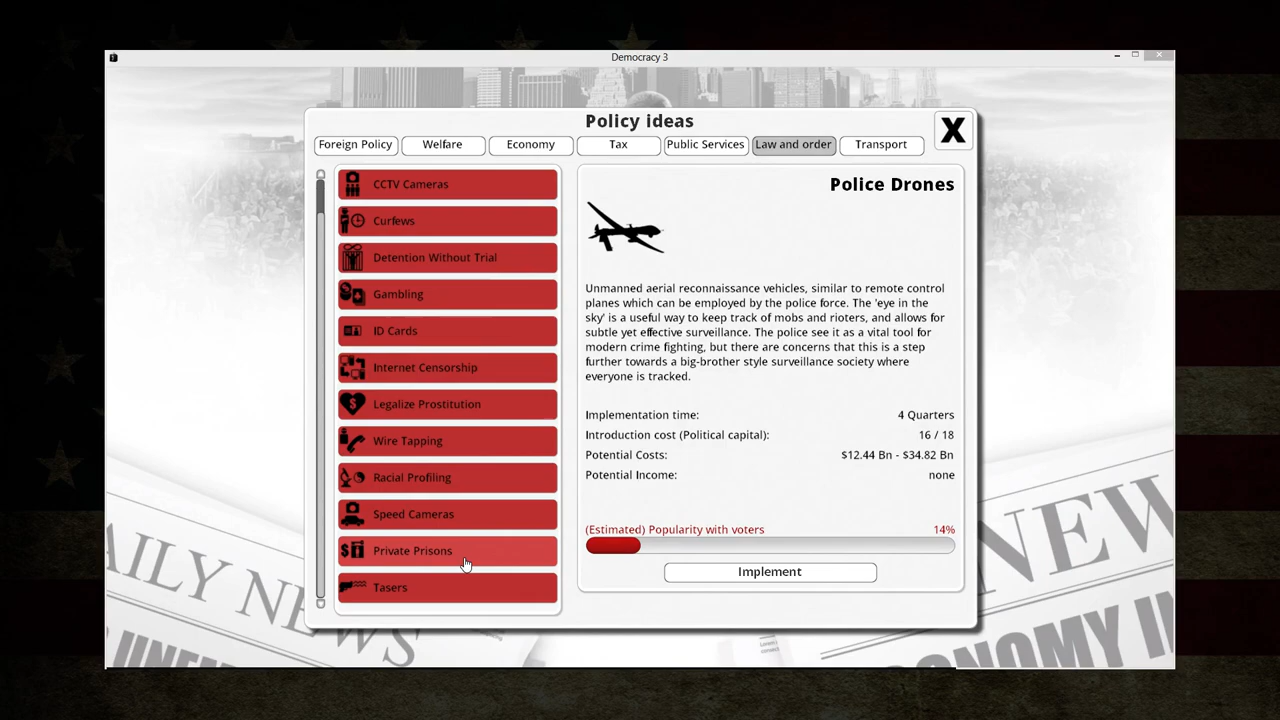 Democracy 3
Policy ideas
X
Foreign Policy
Welfare
Economy
Tax
Public Services
Law and order
Transport
CCTV Cameras
Curfews
Detention Without Trial
Gambling
ID Cards
Internet Censorship
Legalize Prostitution
Wire Tapping
Racial Profiling
Speed Cameras
Private Prisons
Tasers
Police Drones
Unmanned aerial reconnaissance vehicles, similar to remote control
planes which can be employed by the police force. The 'eye in the
sky' is a useful way to keep track of mobs and rioters, and allows for
subtle yet effective surveillance. The police see it as a vital tool for
modern crime fighting, but there are concerns that this is a step
further towards a big-brother style surveillance society where
everyone is tracked.
Implementation time: 4 Quarters
Introduction cost (Political capital): 16 / 18
Potential Costs: $12.44 Bn - $34.82 Bn
Potential Income: none
(Estimated) Popularity with voters 14%
Implement
AILY NEWS
NEW
ONOMY I